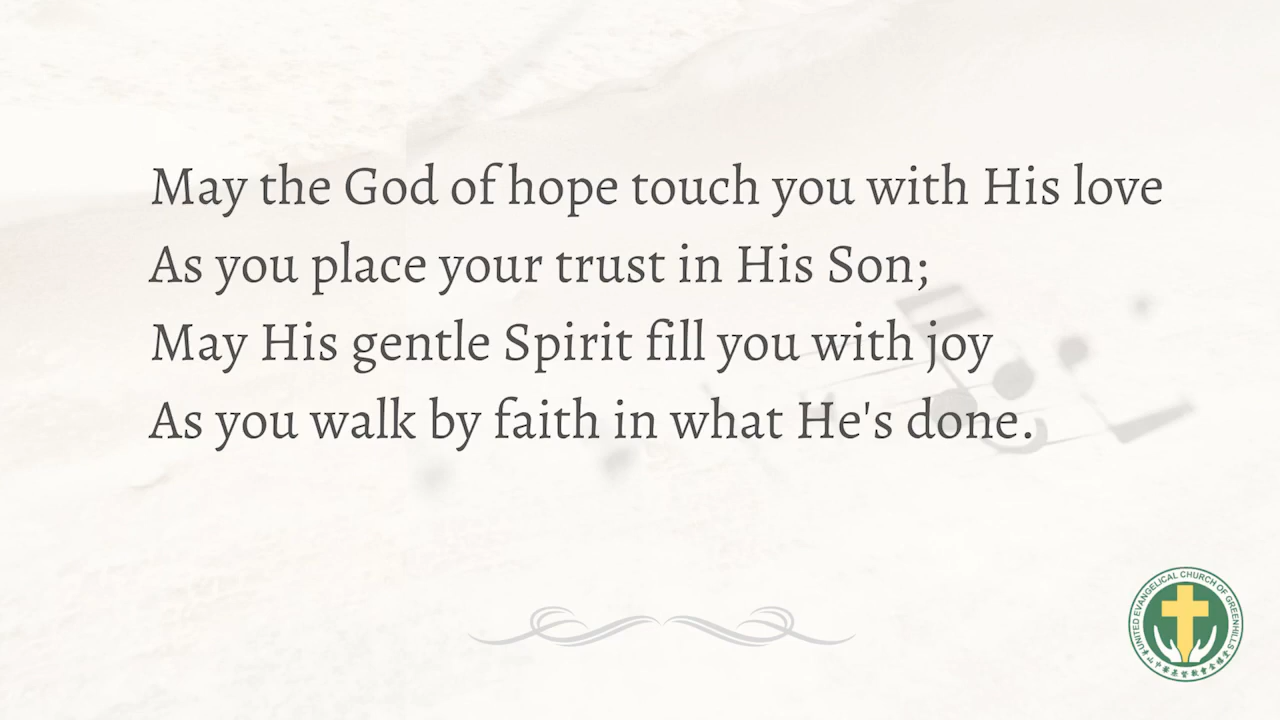 May the God of hope touch you with His love
As you place your trust in His Son;
May His gentle Spirit fill you with joy
As you walk by faith in what He's done.
UNITED EVANGELICAL CHURCH OF GREENHILLS